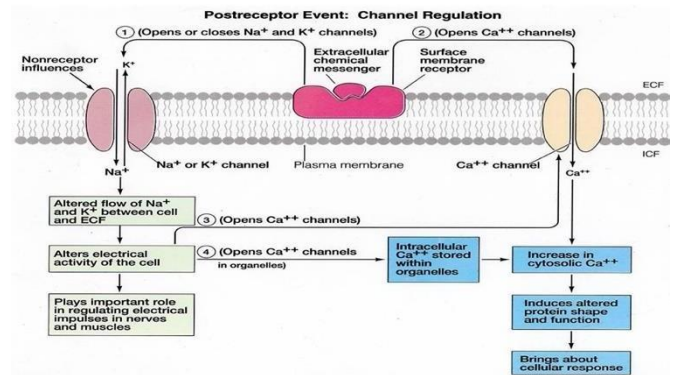 Postreceptor Event: Channel Regulation
① (Opens or closes Na⁺ and K⁺ channels)
② (Opens Ca⁺⁺ channels)
Nonreceptor
influences
K⁺
Extracellular
chemical
messenger
Surface
membrane
receptor
ECF
ICF
Na⁺
Na⁺ or K⁺ channel
Plasma membrane
Ca⁺⁺ channel
Ca⁺⁺
Altered flow of Na⁺
and K⁺ between cell
and ECF
③ (Opens Ca⁺⁺ channels)
Alters electrical
activity of the cell
④ (Opens Ca⁺⁺ channels
in organelles)
Intracellular
Ca⁺⁺ stored
within
organelles
Increase in
cytosolic Ca⁺⁺
Plays important role
in regulating electrical
impulses in nerves
and muscles
Induces altered
protein shape
and function
Brings about
cellular response